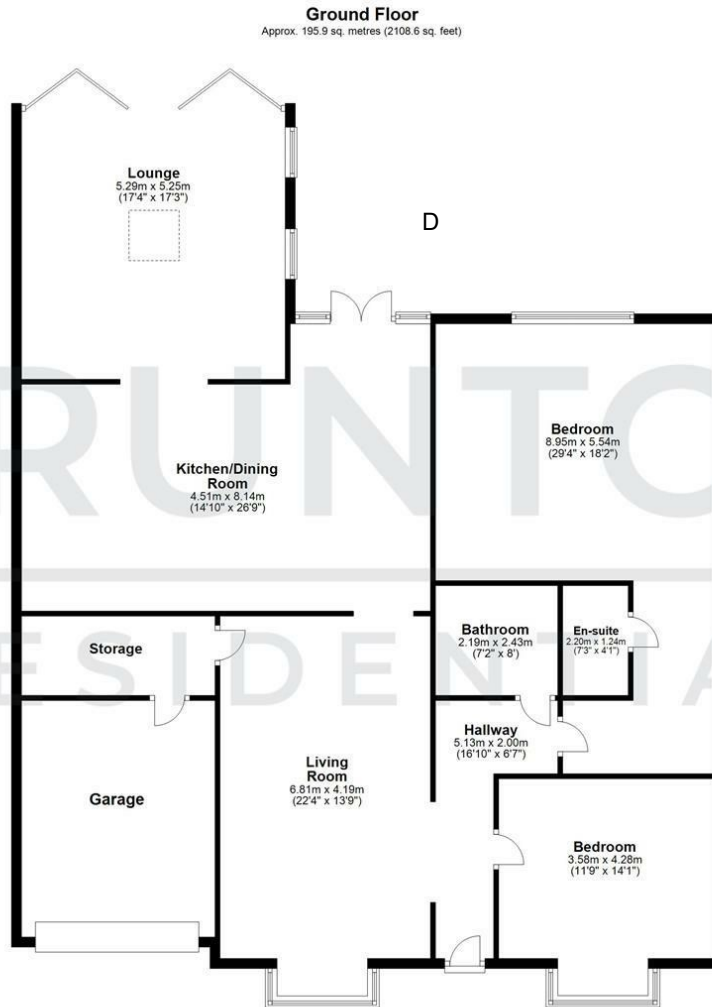 Ground Floor
Approx. 195.9 sq. metres (2108.6 sq. feet)
Lounge
5.29m x 5.25m
(17'4" x 17'3")
D
Bedroom
8.95m x 5.54m
(29'4" x 18'2")
Kitchen/Dining
Room
4.51m x 8.14m
(14'10" x 26'9")
RUNTO
Storage
Bathroom
2.19m x 2.43m
(7'2" x 8')
En-suite
2.20m x 1.24m
(7'3" x 4'1")
ESIDENTIA
Hallway
5.13m x 2.00m
(16'10" x 6'7")
Living
Room
6.81m x 4.19m
(22'4" x 13'9")
Garage
Bedroom
3.58m x 4.28m
(11'9" x 14'1")